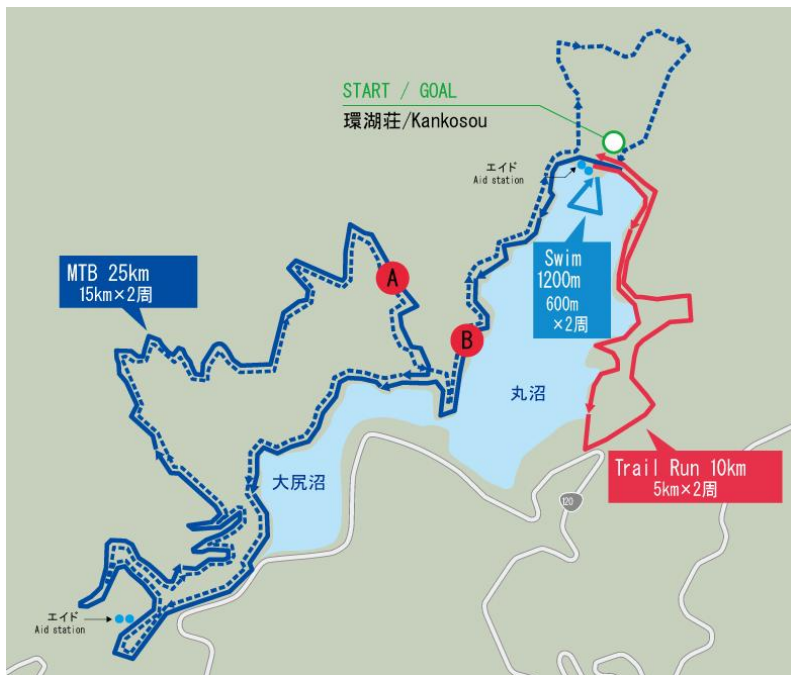 START / GOAL
環湖荘/Kankosou
エイド
Aid station
MTB 25km
15km×2周
A
Swim
1200m
600m
×2周
B
丸沼
大尻沼
Trail Run 10km
5km×2周
120
エイド
Aid station